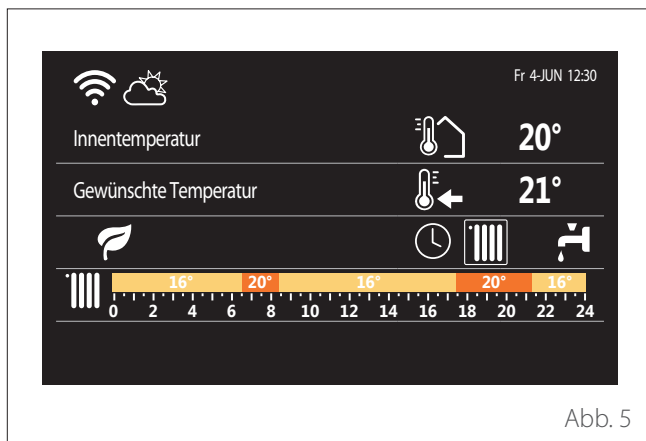 Fr 4-JUN 12:30
Innentemperatur 20°
Gewünschte Temperatur 21°
16° 20° 16° 20° 16°
0 2 4 6 8 10 12 14 16 18 20 22 24
Abb. 5